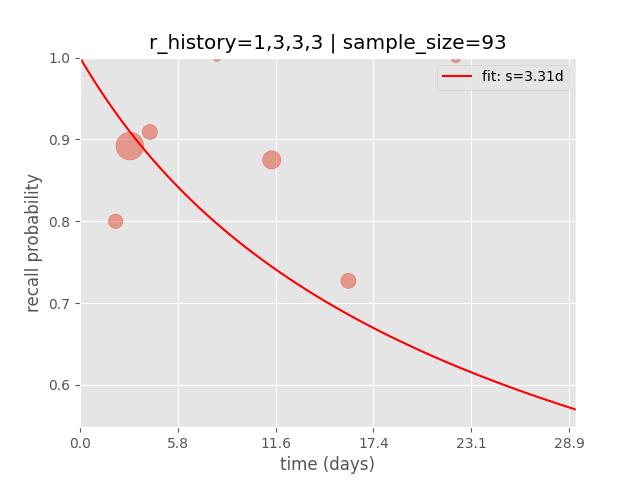 r_history=1,3,3,3 | sample_size=93
fit: s=3.31d
1.0
0.9
0.8
0.7
0.6
recall probability
0.0 5.8 11.6 17.4 23.1 28.9
time (days)